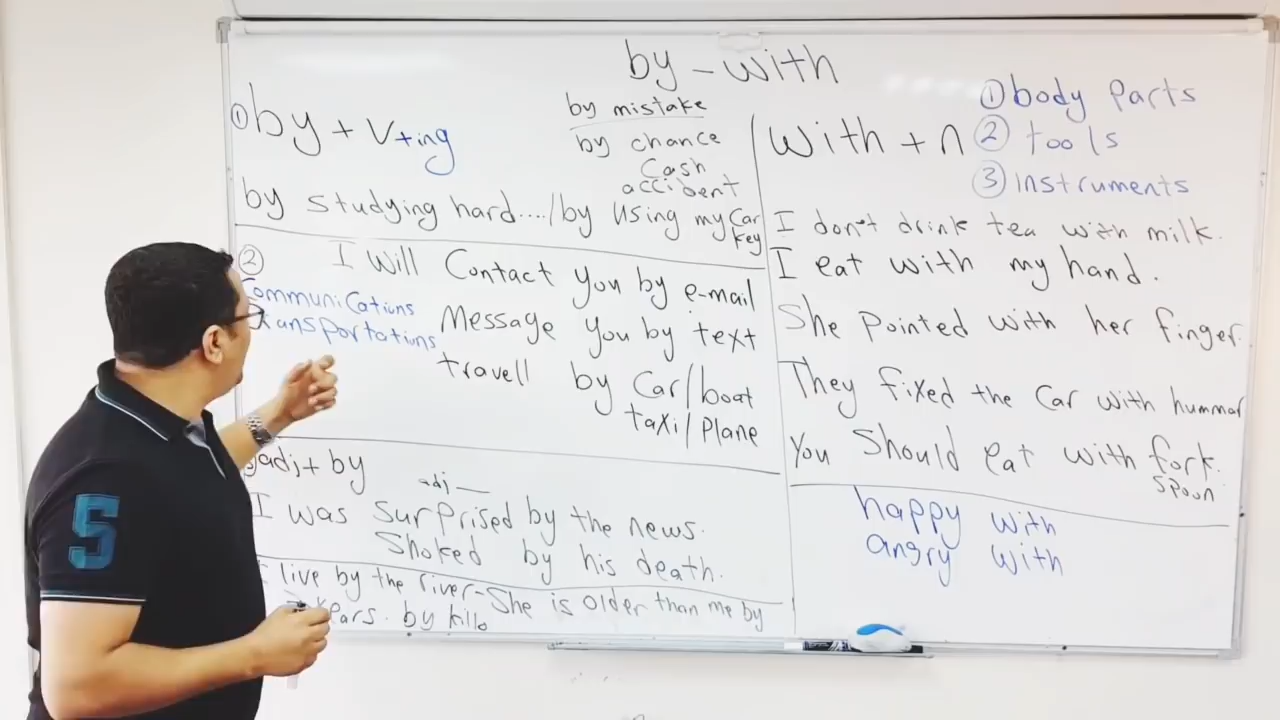 by - with
① by + v+ing
by mistake
by chance
Cash
accident
by studying hard..../by Using my Car
key
② I Will Contact You by e-mail
Communications
transportations
Message You by text
travell by Car/boat
taxi/Plane
adj + by
adj
I was surprised by the news.
Shoked by his death.
I live by the river-She is older than me by
years. by killo
with + n
① body parts
② tools
③ instruments
I don't drink tea with milk.
I eat with my hand.
She pointed with her finger.
They fixed the Car with hummar
You Should eat with fork.
Spoon
happy with
angry with
5